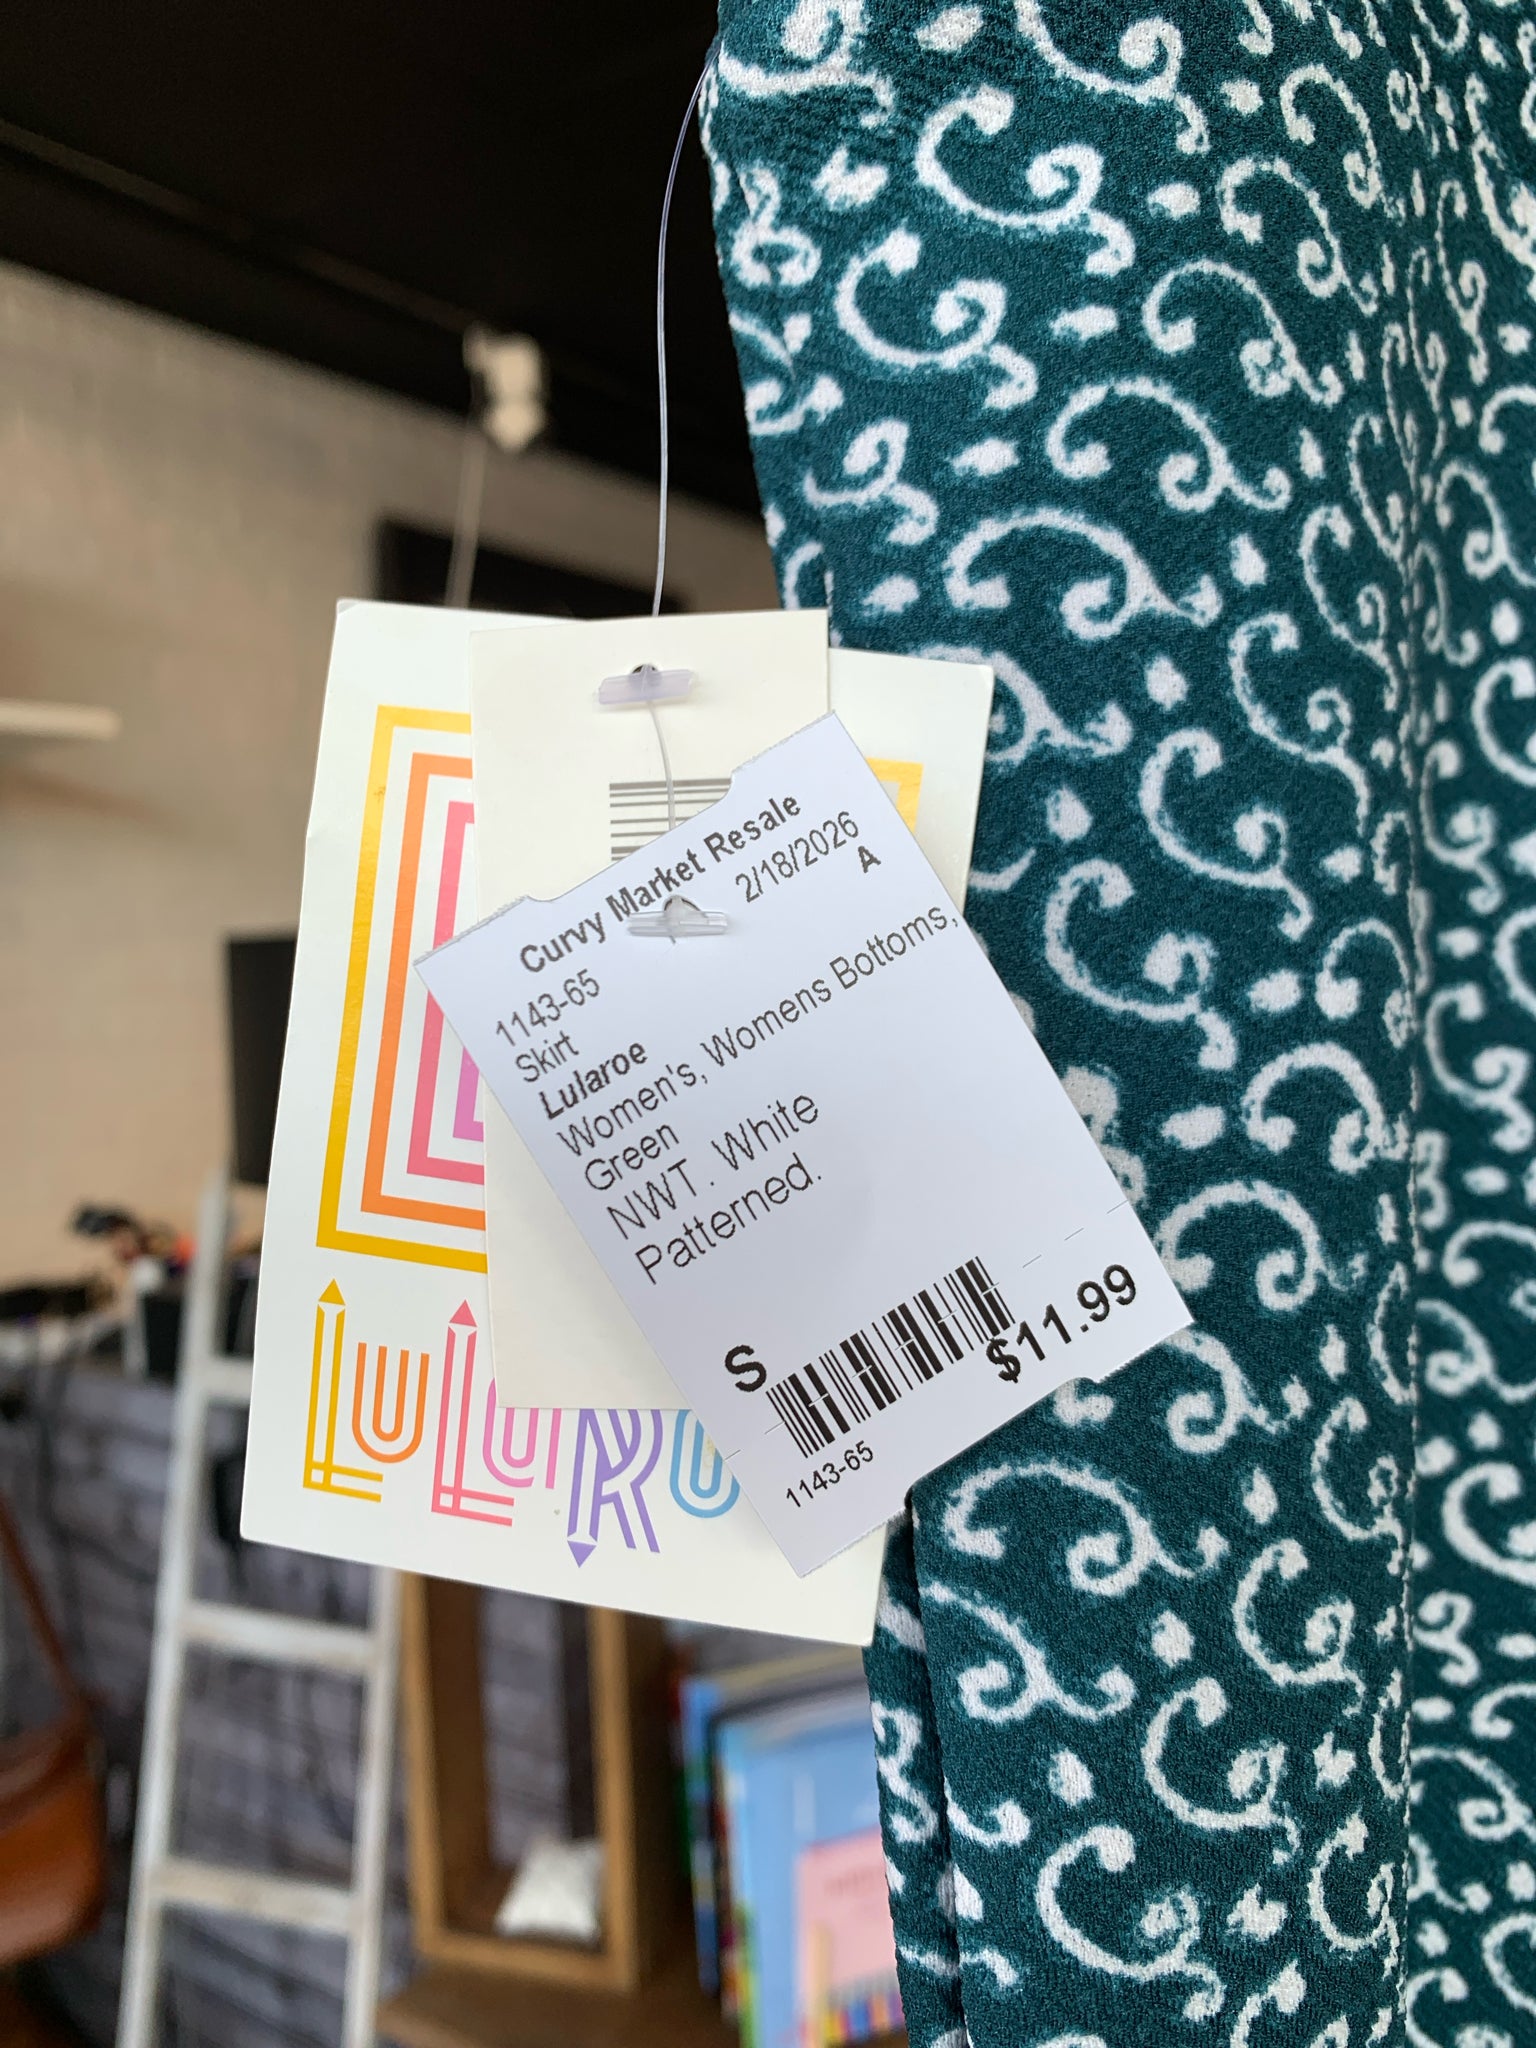 Curvy Market Resale
2/18/2026
1143-65
A
Skirt
Lularoe
Women's, Womens Bottoms,
Green
NWT. White
Patterned.
S
$11.99
1143-65
LULARO